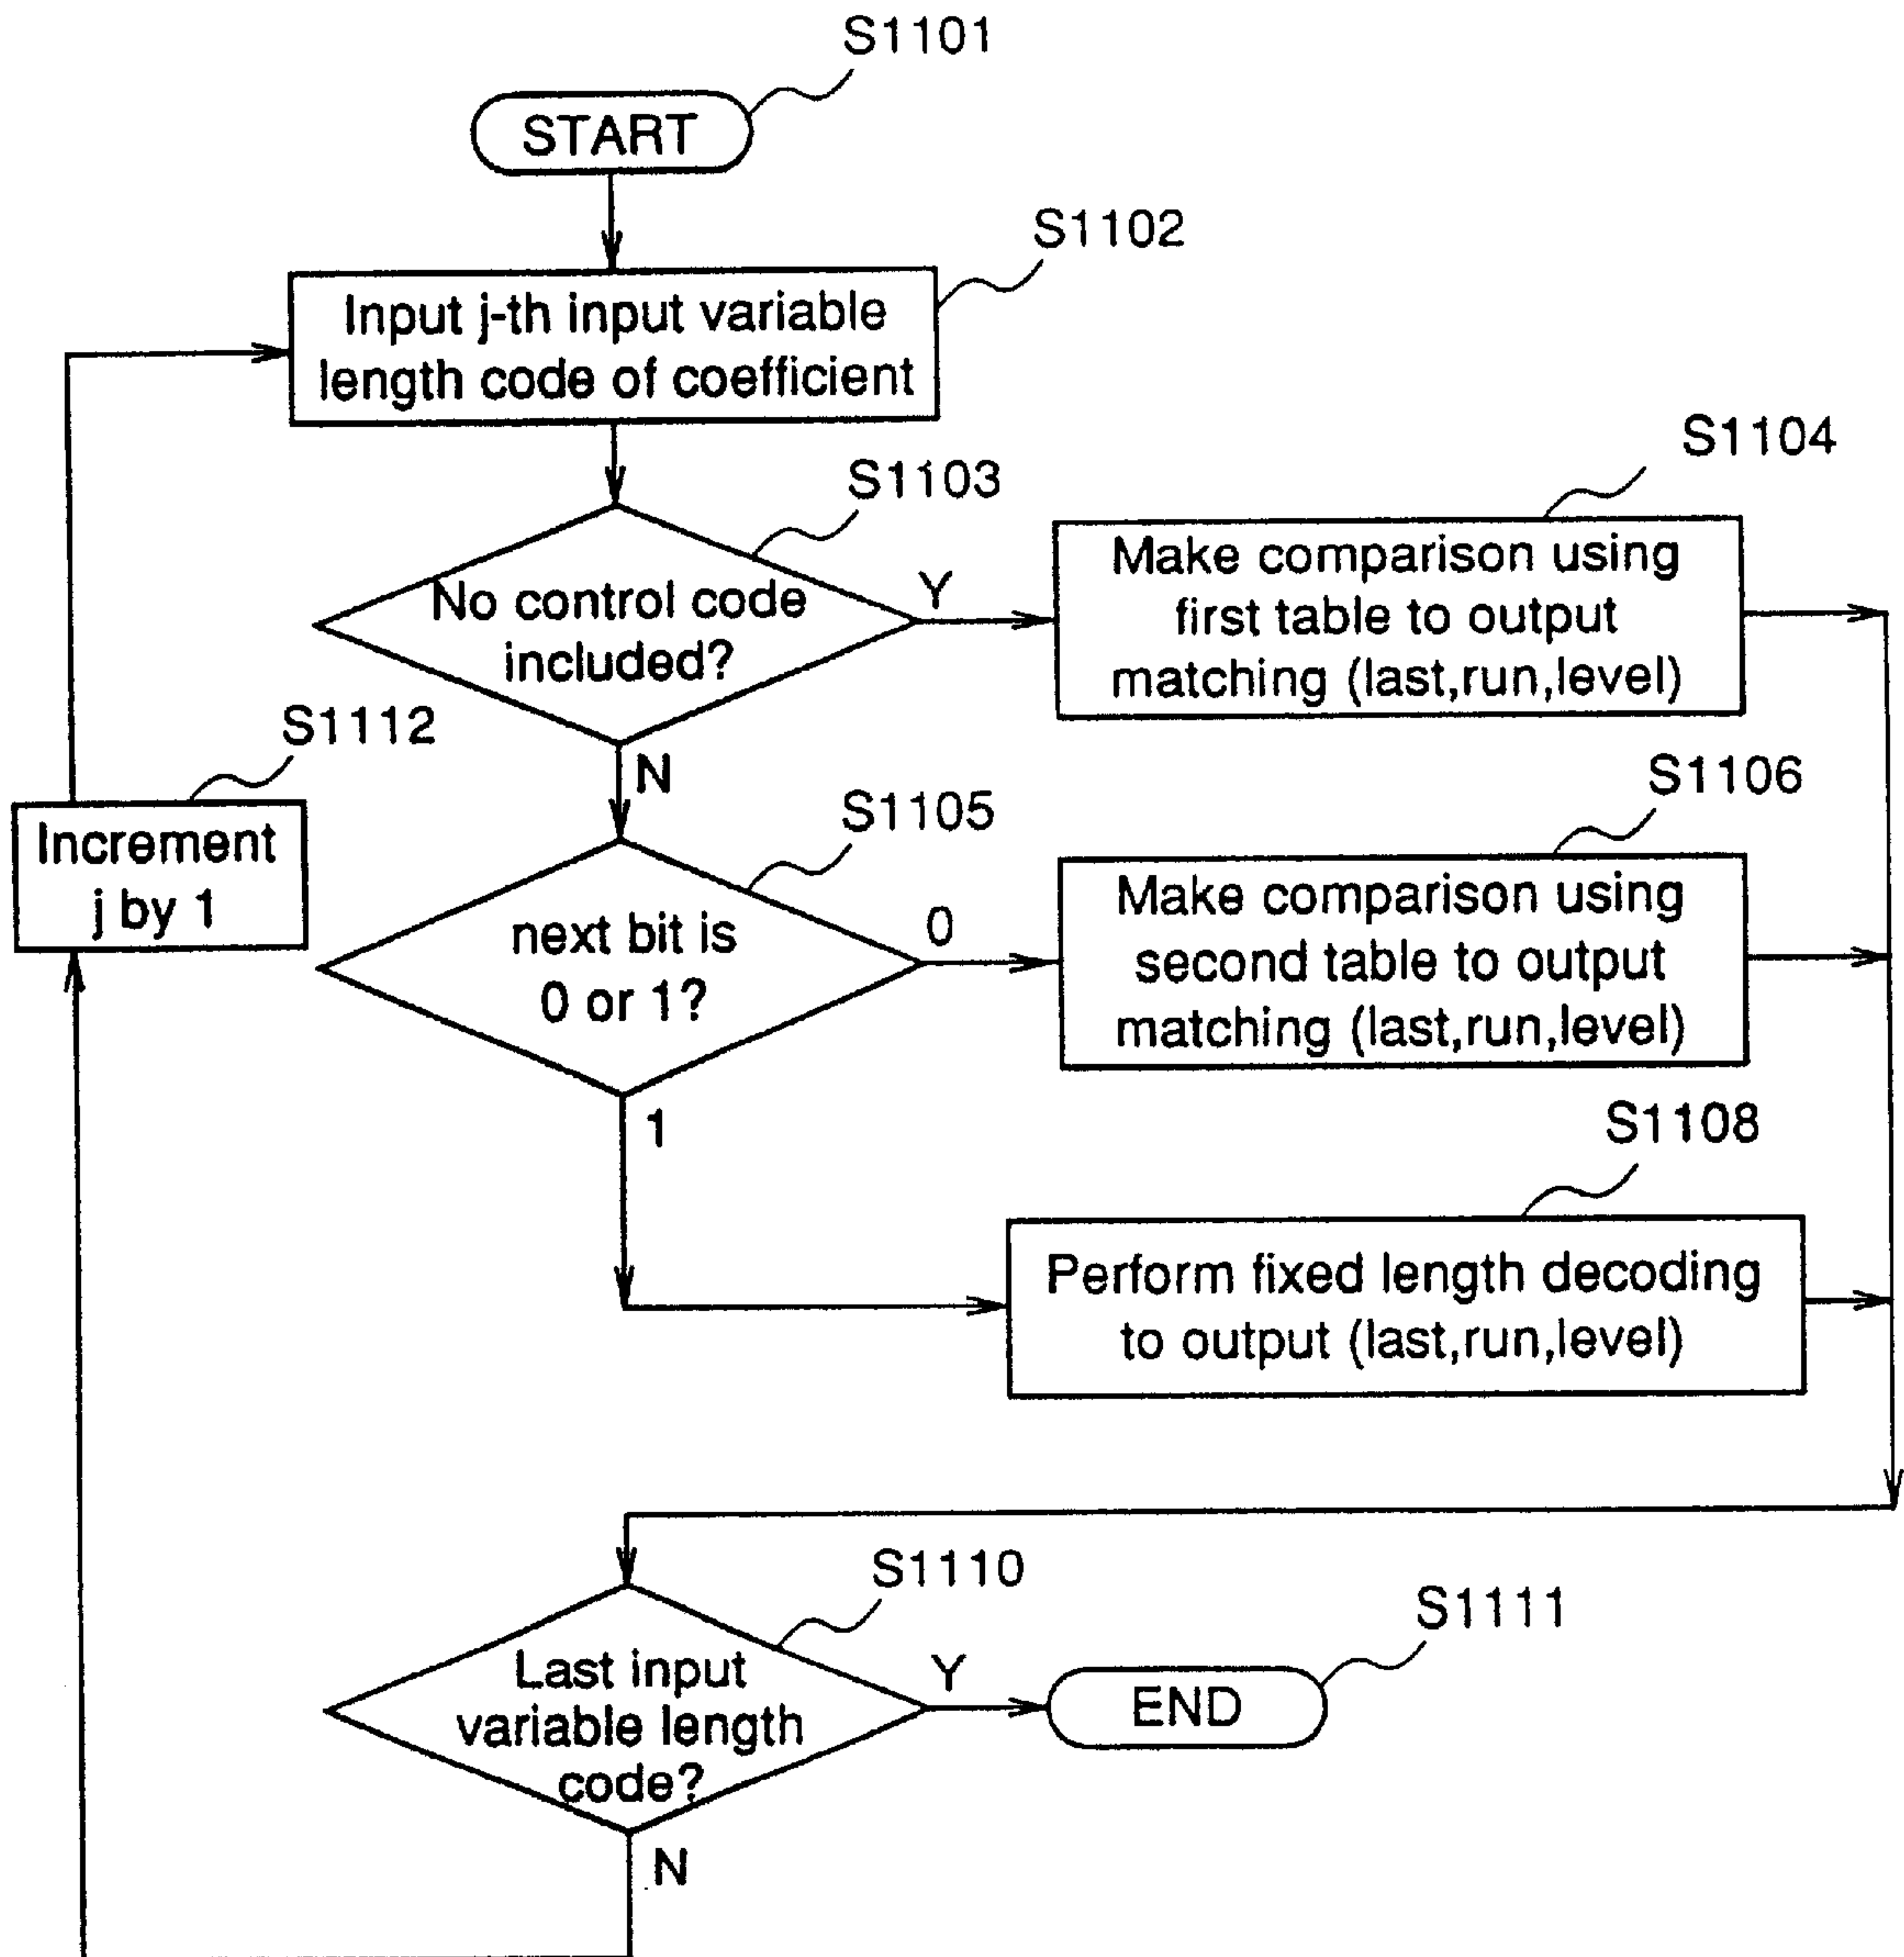 S1101
START
S1102
Input j-th input variable
length code of coefficient
S1103
No control code
included?
Y
N
S1104
Make comparison using
first table to output
matching (last,run,level)
S1112
Increment
j by 1
S1105
next bit is
0 or 1?
0
1
S1106
Make comparison using
second table to output
matching (last,run,level)
S1108
Perform fixed length decoding
to output (last,run,level)
S1110
Last input
variable length
code?
Y
N
S1111
END